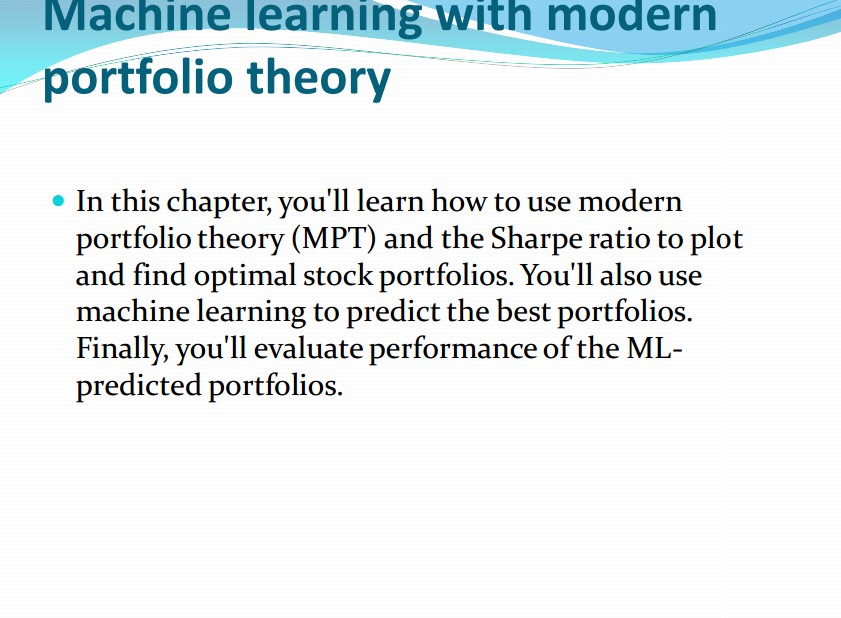 Machine learning with modern
portfolio theory
In this chapter, you'll learn how to use modern
portfolio theory (MPT) and the Sharpe ratio to plot
and find optimal stock portfolios. You'll also use
machine learning to predict the best portfolios.
Finally, you'll evaluate performance of the ML-
predicted portfolios.